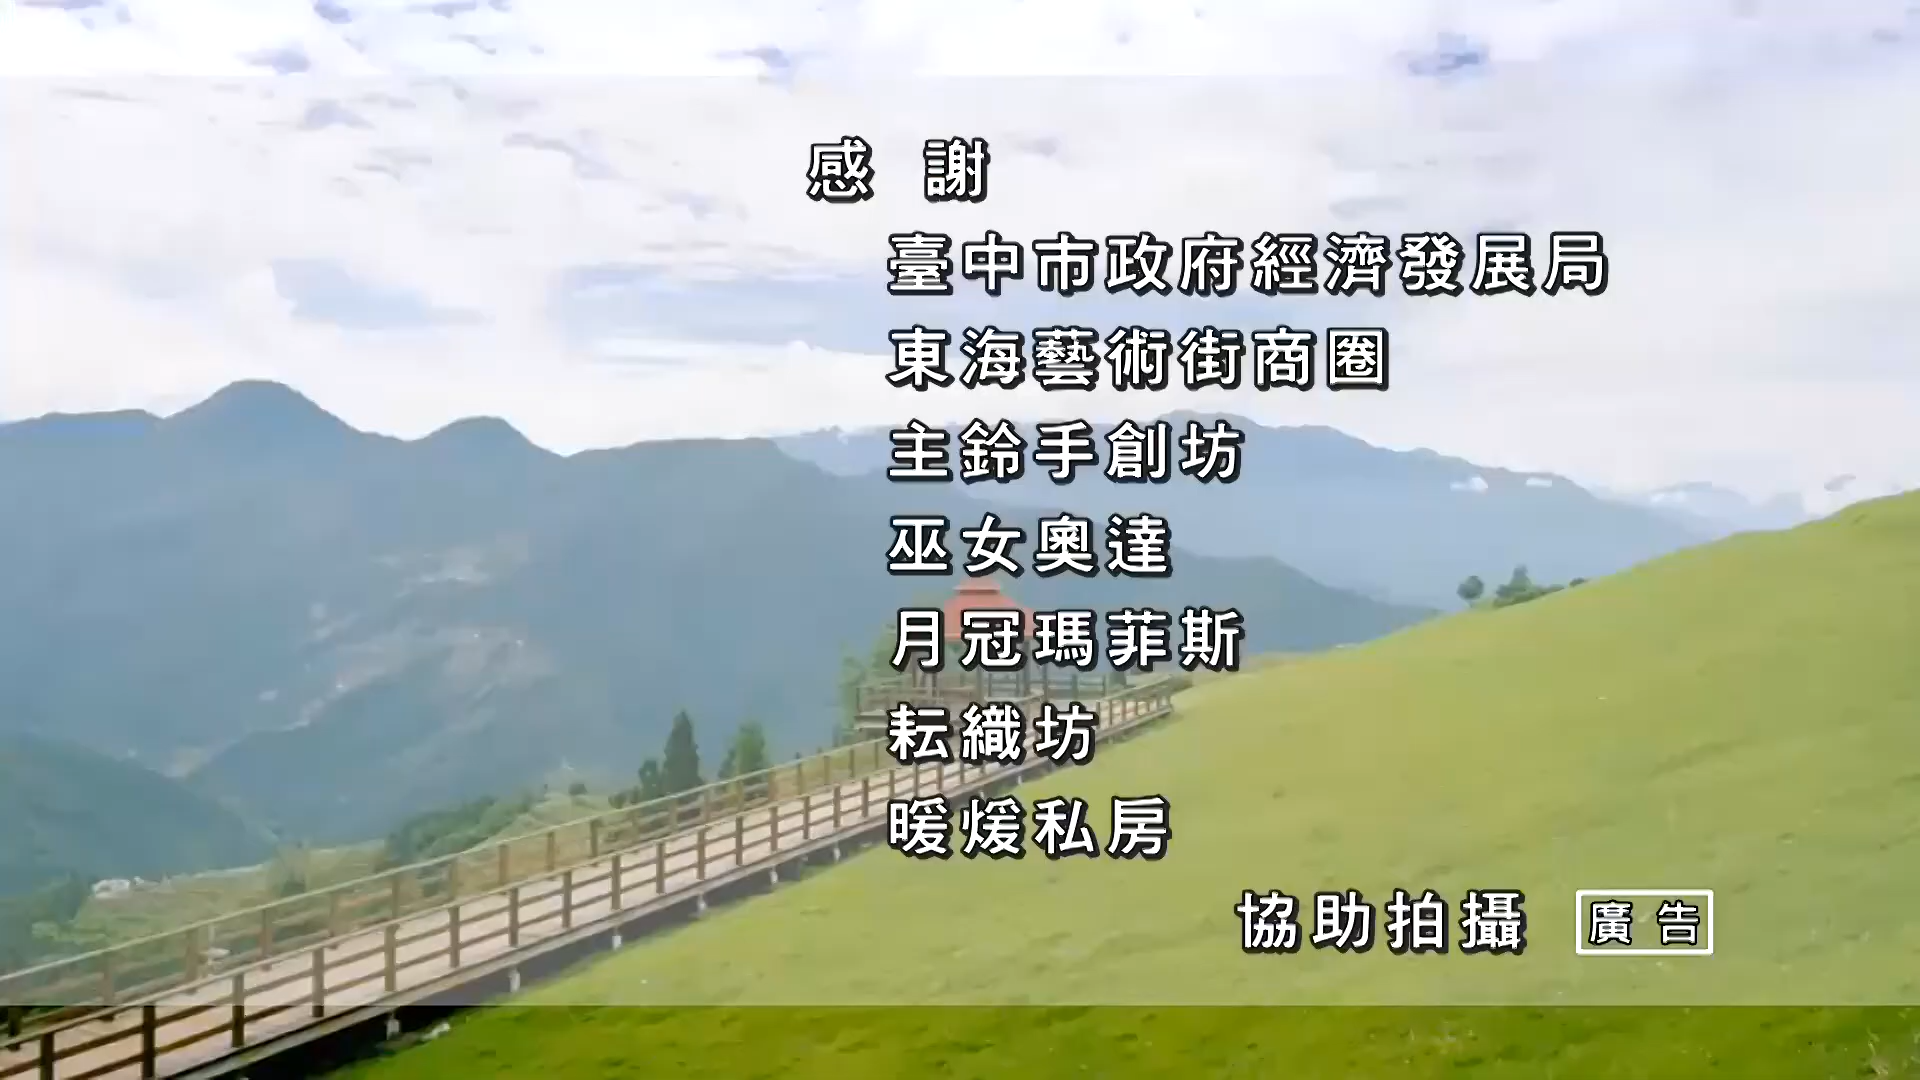 感謝
臺中市政府經濟發展局
東海藝術街商圈
主鈴手創坊
巫女奧達
月冠瑪菲斯
耘織坊
暖煖私房
協助拍攝 廣告